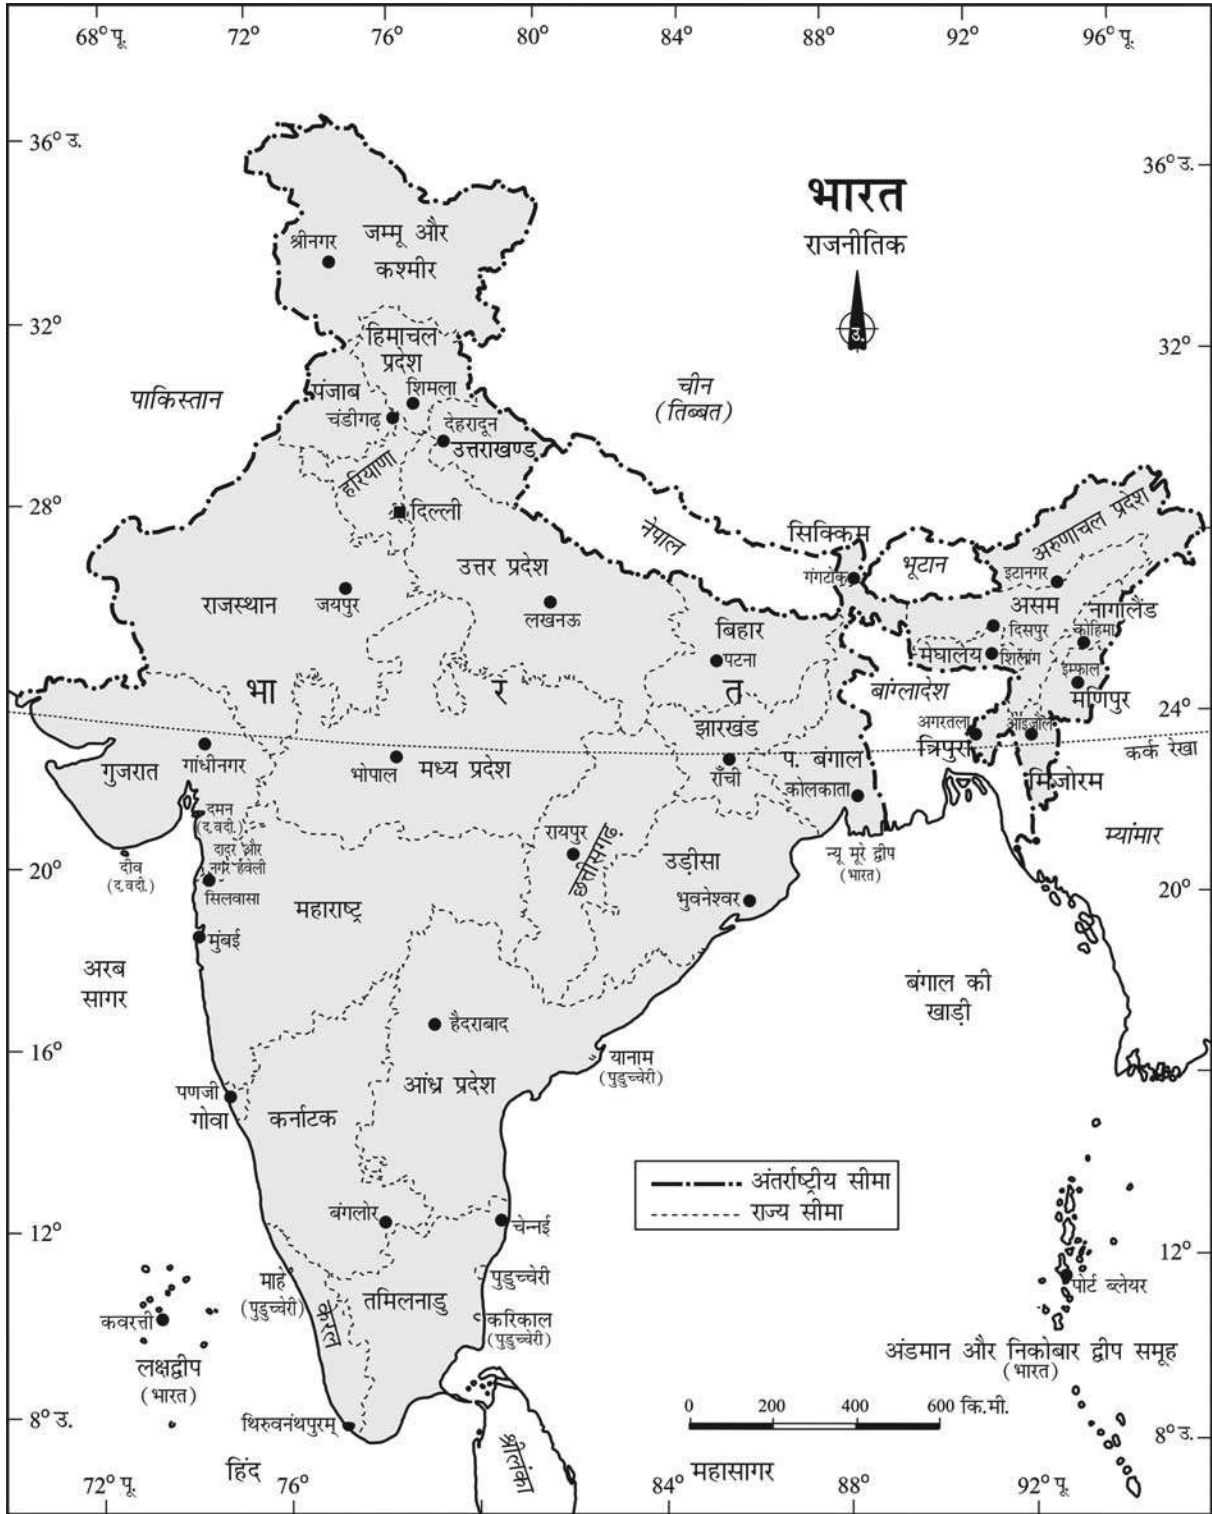 68° पू.
72°
76°
80°
84°
88°
92°
96° पू.
36° उ.
36° उ.
भारत
राजनीतिक
उ.
श्रीनगर
जम्मू और
कश्मीर
32°
32°
हिमाचल
प्रदेश
पंजाब
शिमला
चंडीगढ़
देहरादून
उत्तराखण्ड
पाकिस्तान
चीन
(तिब्बत)
हरियाणा
28°
दिल्ली
नेपाल
सिक्किम
गंगटोक
भूटान
अरुणाचल प्रदेश
इटानगर
उत्तर प्रदेश
राजस्थान
जयपुर
लखनऊ
बिहार
पटना
असम
दिसपुर
नागालैंड
कोहिमा
मेघालय
शिलॉंग
इम्फाल
मणिपुर
भा
र
त
बांग्लादेश
24°
झारखंड
अगरतला
आइजोल
त्रिपुरा
कर्क रेखा
गुजरात
गांधीनगर
भोपाल
मध्य प्रदेश
राँची
प. बंगाल
कोलकाता
मिजोरम
म्यांमार
दमन
(द.वदी.)
दादर और
नगर हवेली
सिलवासा
दीव
(द.वदी.)
20°
रायपुर
छत्तीसगढ़
उड़ीसा
भुवनेश्वर
न्यू मूरे द्वीप
(भारत)
20°
महाराष्ट्र
मुंबई
अरब
सागर
बंगाल की
खाड़ी
हैदराबाद
16°
यानाम
(पुडुच्चेरी)
आंध्र प्रदेश
पणजी
गोवा
कर्नाटक
अंतर्राष्ट्रीय सीमा
राज्य सीमा
बंगलोर
चेन्नई
12°
12°
माहे
(पुडुच्चेरी)
पुडुच्चेरी
केरल
तमिलनाडु
करिकाल
(पुडुच्चेरी)
पोर्ट ब्लेयर
कवरत्ती
लक्षद्वीप
(भारत)
अंडमान और निकोबार द्वीप समूह
(भारत)
0 200 400 600 कि.मी.
8° उ.
थिरुवनंथपुरम्
8° उ.
हिंद
श्रीलंका
महासागर
72° पू.
76°
84°
88°
92° पू.